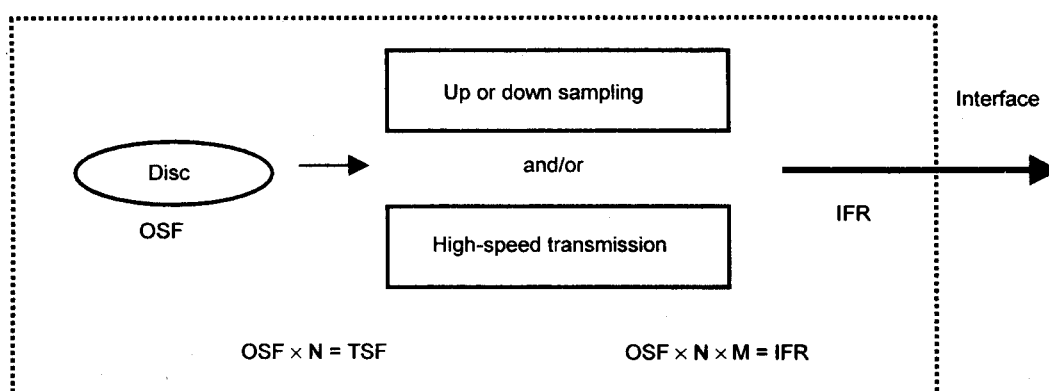 Up or down sampling
Interface
Disc
and/or
OSF
IFR
High-speed transmission
OSF × N = TSF
OSF × N × M = IFR